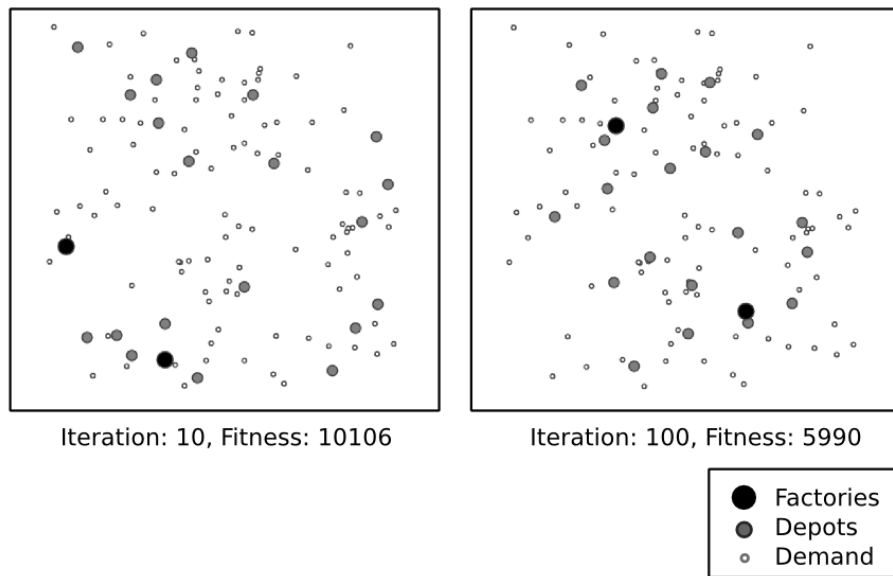 Iteration: 10, Fitness: 10106
Iteration: 100, Fitness: 5990
Factories
Depots
Demand